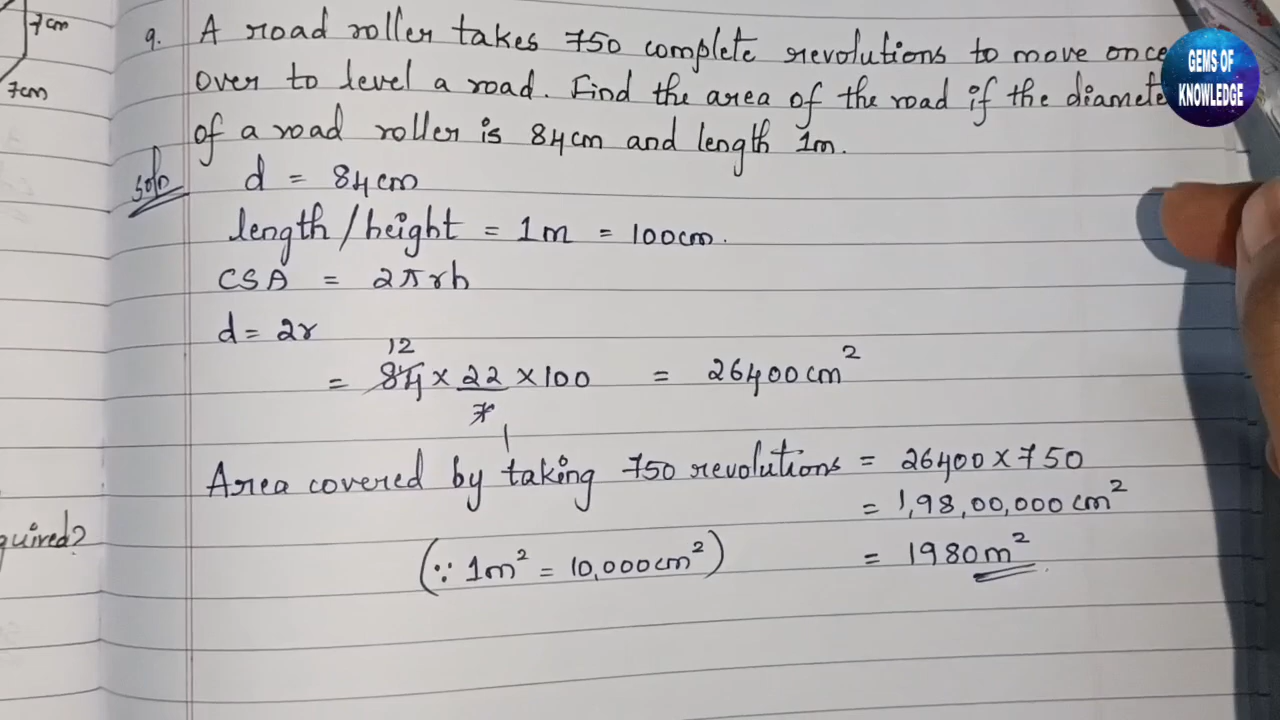 7cm
7cm
9. A road roller takes 750 complete revolutions to move once
over to level a road. Find the area of the road if the diamete
of a road roller is 84cm and length 1m.
GEMS OF
KNOWLEDGE
Soln
d = 84cm
length/height = 1m = 100cm.
CSA = 2πrh
d = 2r
12
= 84 × 22 × 100 = 26400cm²
7
1
Area covered by taking 750 revolutions = 26400 × 750
= 1,98,00,000 cm²
quired?
(∵ 1m² = 10,000cm²) = 1980m²